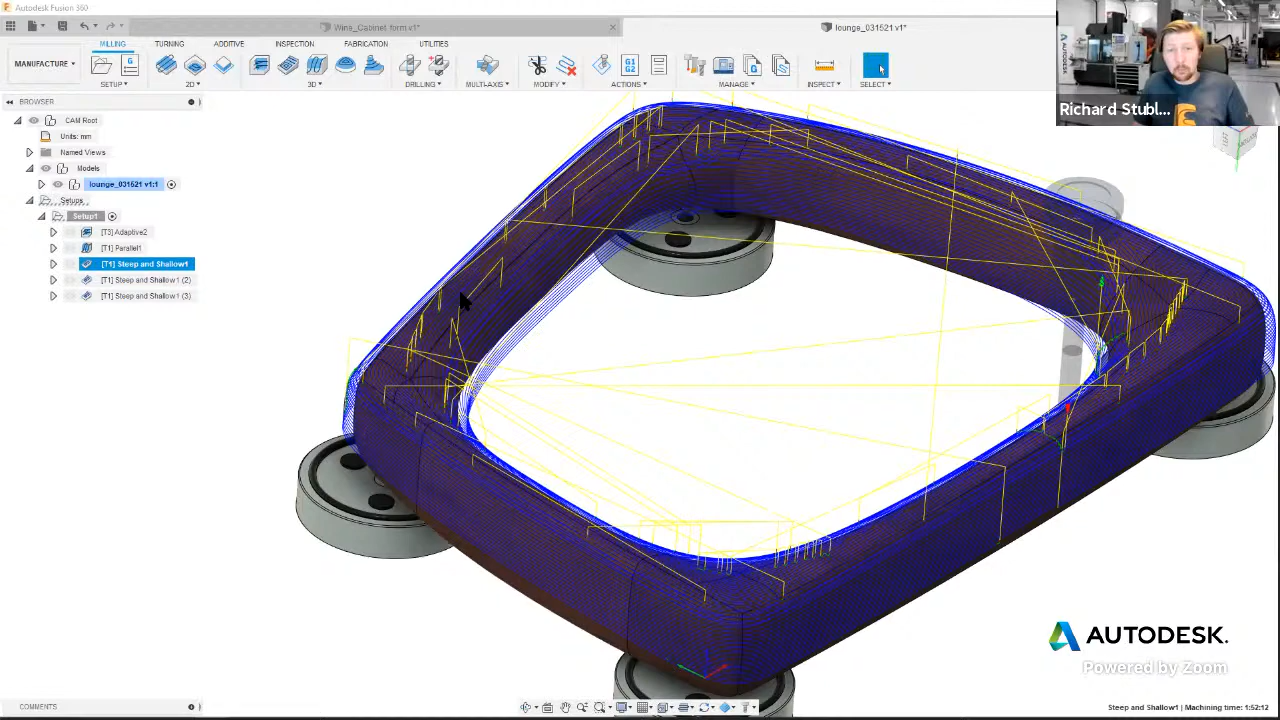 Autodesk Fusion 360
Wine_Cabinet form v1*
lounge_031521 v1*
MILLING TURNING ADDITIVE INSPECTION FABRICATION UTILITIES
MANUFACTURE
G
G1
G2
SETUP 2D 3D DRILLING MULTI-AXIS MODIFY ACTIONS MANAGE INSPECT SELECT
Richard Stubl...
BROWSER
CAM Root
Units: mm
Named Views
Models
lounge_031521 v1:1
Setups
Setup1
[T3] Adaptive2
[T1] Parallel1
[T1] Steep and Shallow1
[T1] Steep and Shallow1 (2)
[T1] Steep and Shallow1 (3)
AUTODESK.
Powered by Zoom
COMMENTS
Steep and Shallow1 | Machining time: 1:52:12